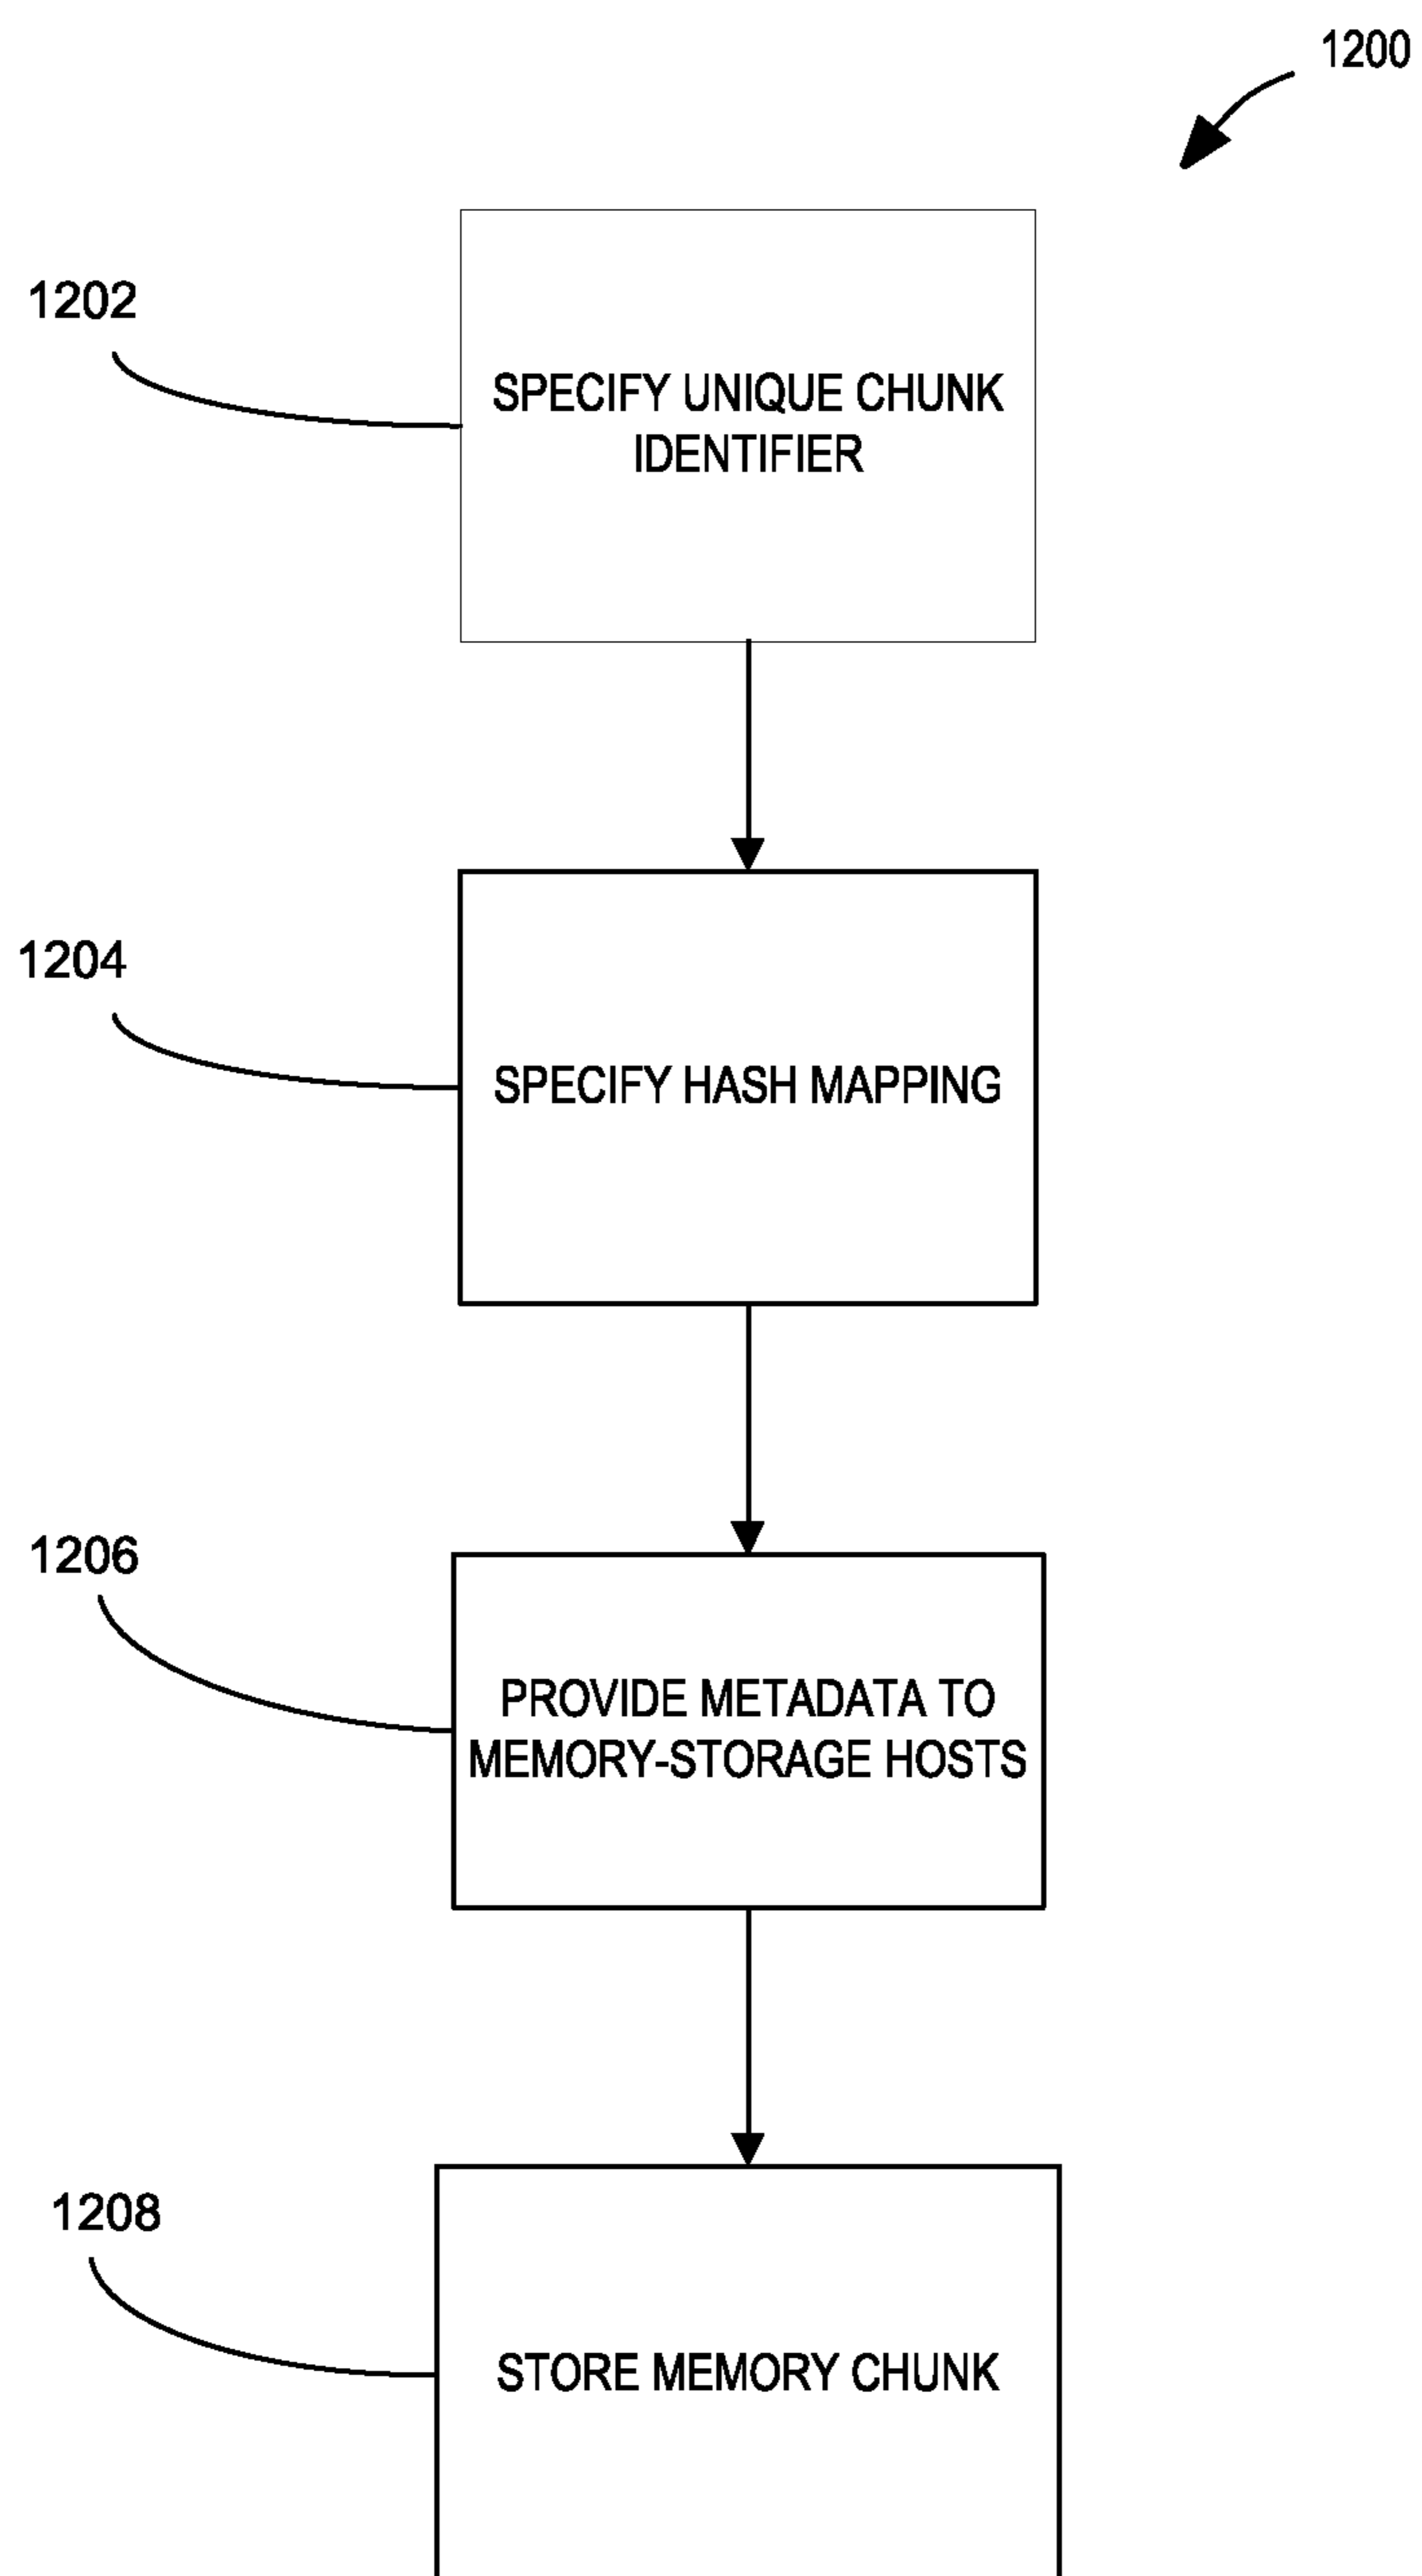 1200
1202
SPECIFY UNIQUE CHUNK
IDENTIFIER
1204
SPECIFY HASH MAPPING
1206
PROVIDE METADATA TO
MEMORY-STORAGE HOSTS
1208
STORE MEMORY CHUNK